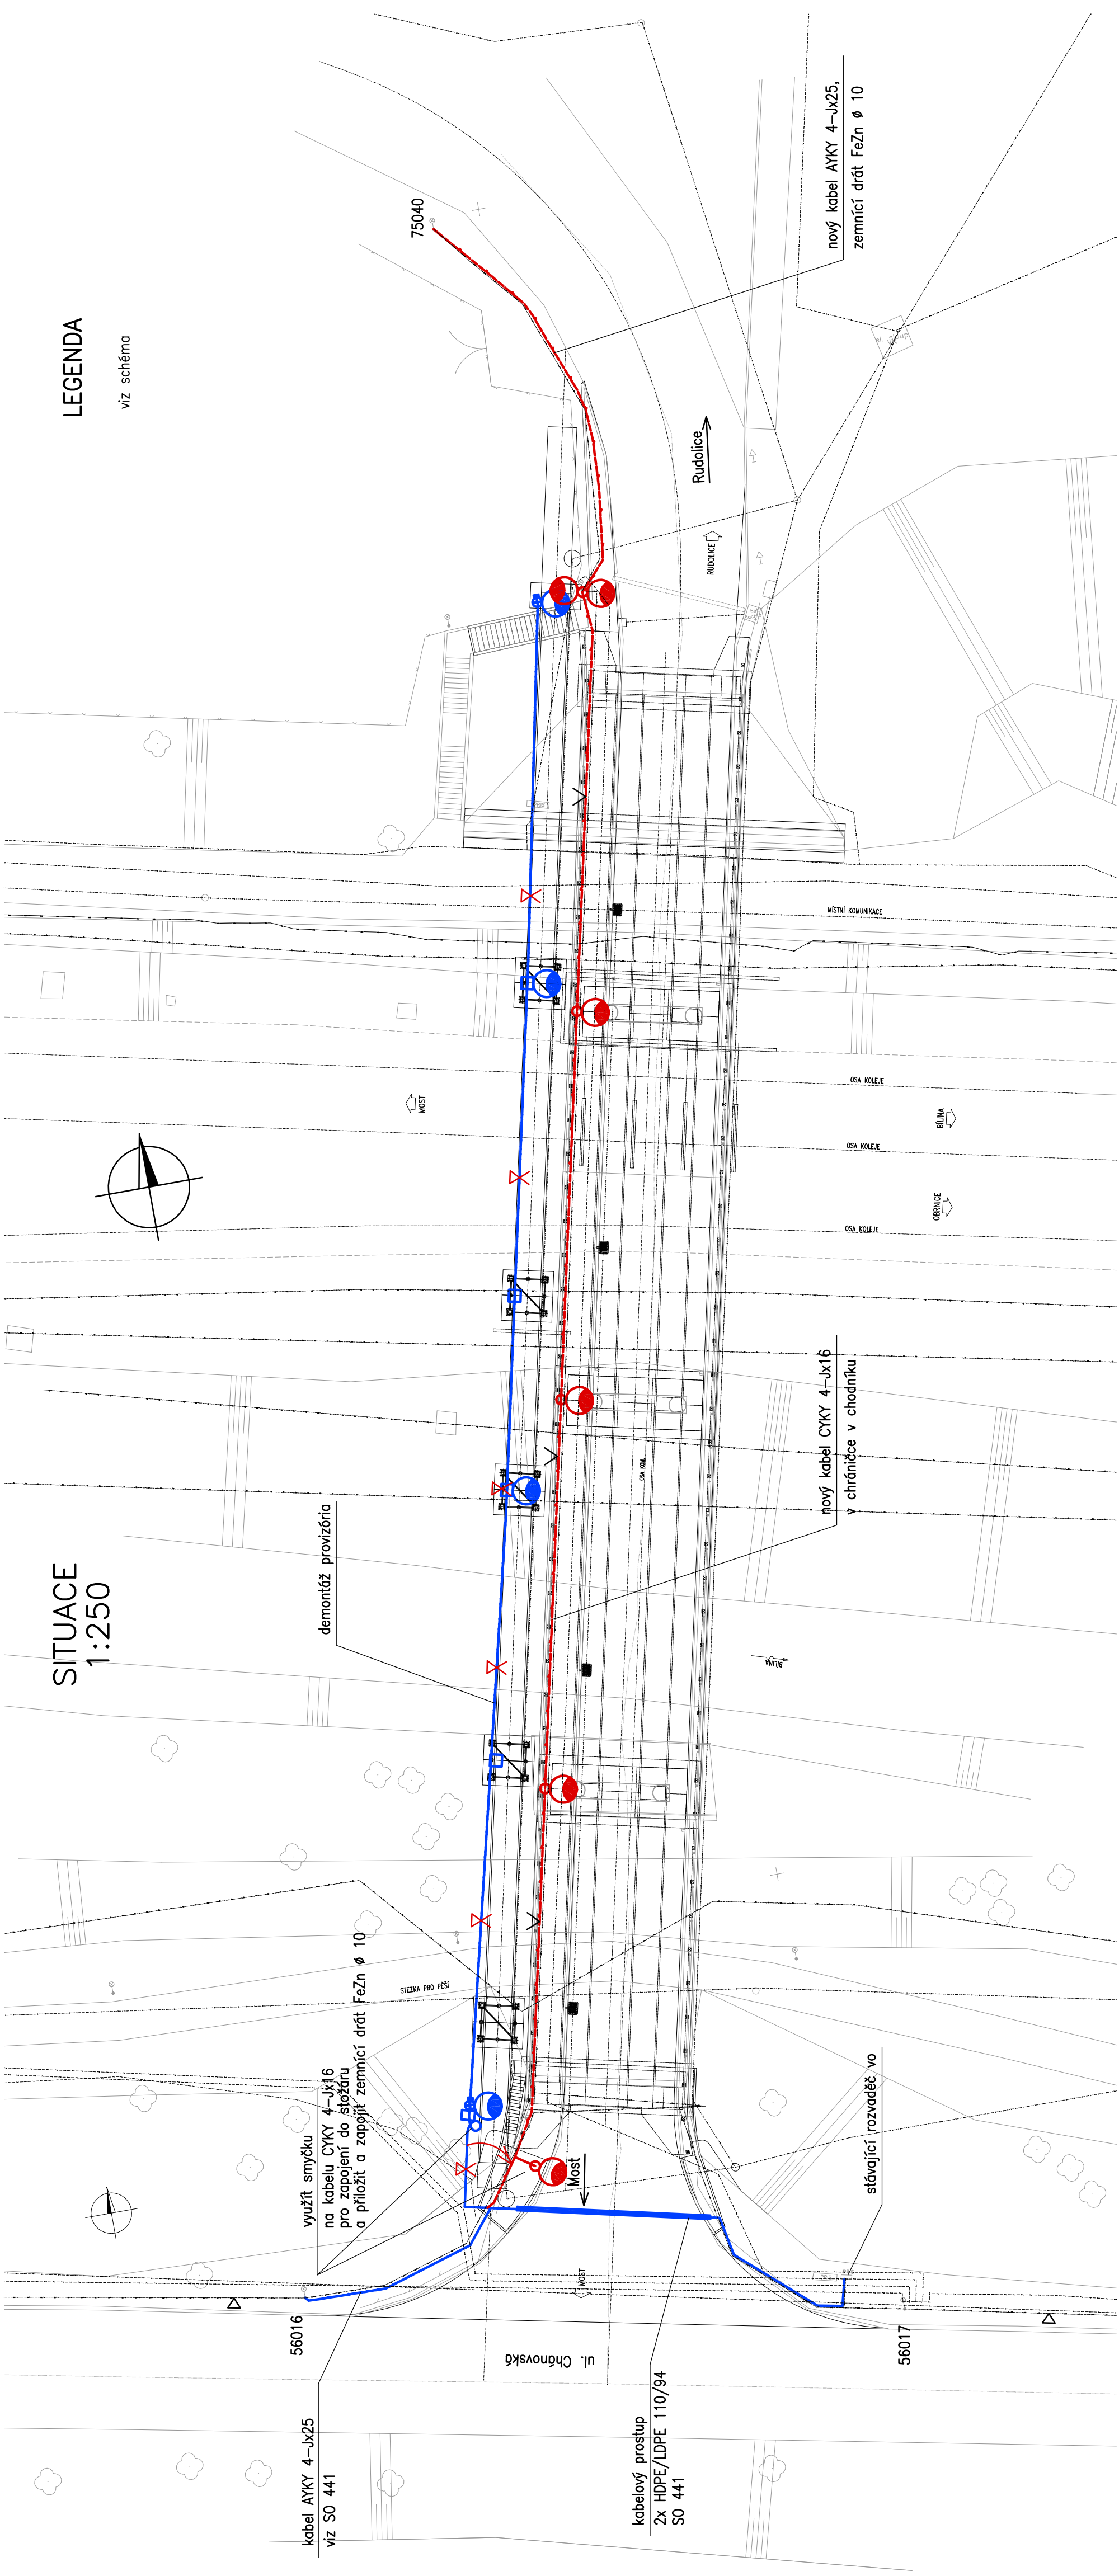 LEGENDA
viz schéma
75040
nový kabel AYKY 4-Jx25,
zemnící drát FeZn ø 10
Rudolice
RUDOLICE
MÍSTNÍ KOMUNIKACE
OSA KOLEJE
MOST
BÍLINA
OSA KOLEJE
OBRNICE
OSA KOLEJE
nový kabel CYKY 4-Jx16
v chráničce v chodníku
OSA KOM.
SITUACE
1:250
demontáž provizória
BÍLINA
STEZKA PRO PĚŠÍ
využít smyčku
na kabelu CYKY 4-Jx16
pro zapojení do stožáru
a přiložit a zapojit zemnící drát FeZn ø 10
stávající rozvaděč vo
Most
MOST
56016
56017
ul. Chánovská
kabel AYKY 4-Jx25
viz SO 441
kabelový prostup
2x HDPE/LDPE 110/94
SO 441